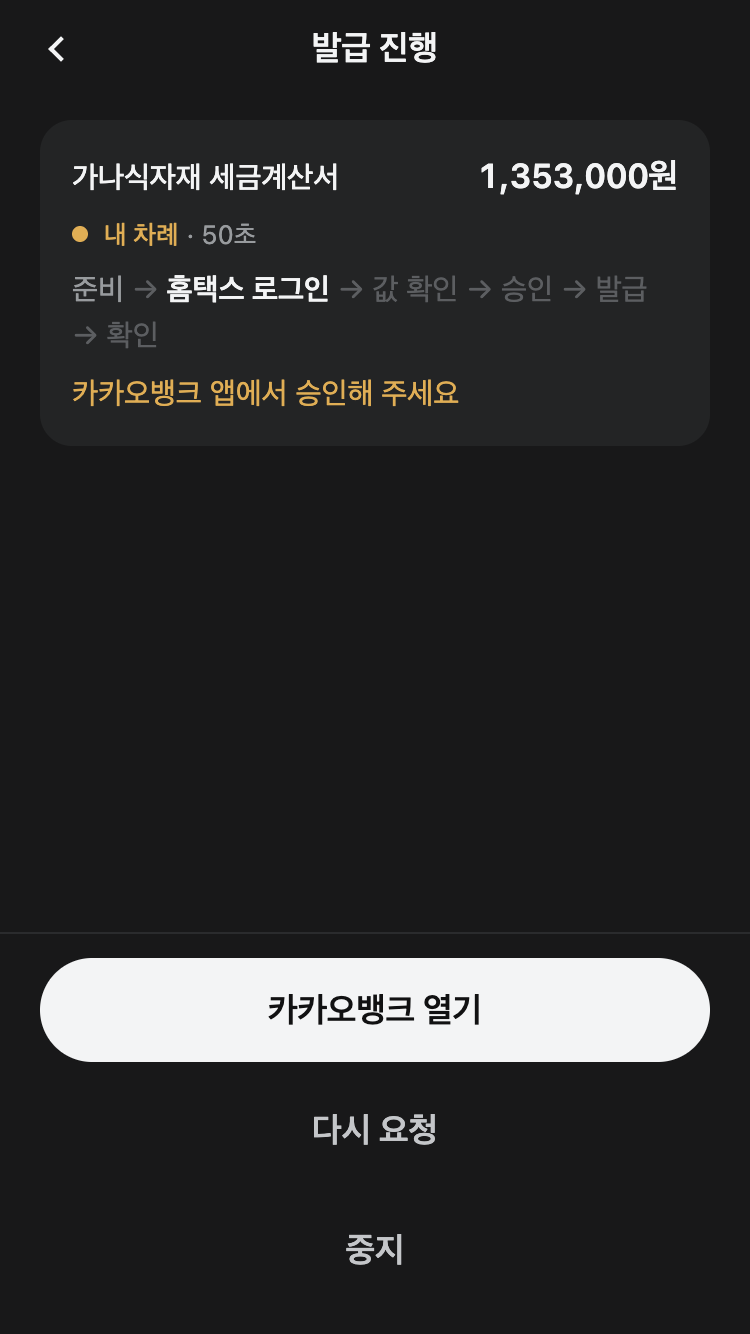 발급 진행
가나식자재 세금계산서 1,353,000원
내 차례 · 50초
준비 → 홈택스 로그인 → 값 확인 → 승인 → 발급
→ 확인
카카오뱅크 앱에서 승인해 주세요
카카오뱅크 열기
다시 요청
중지